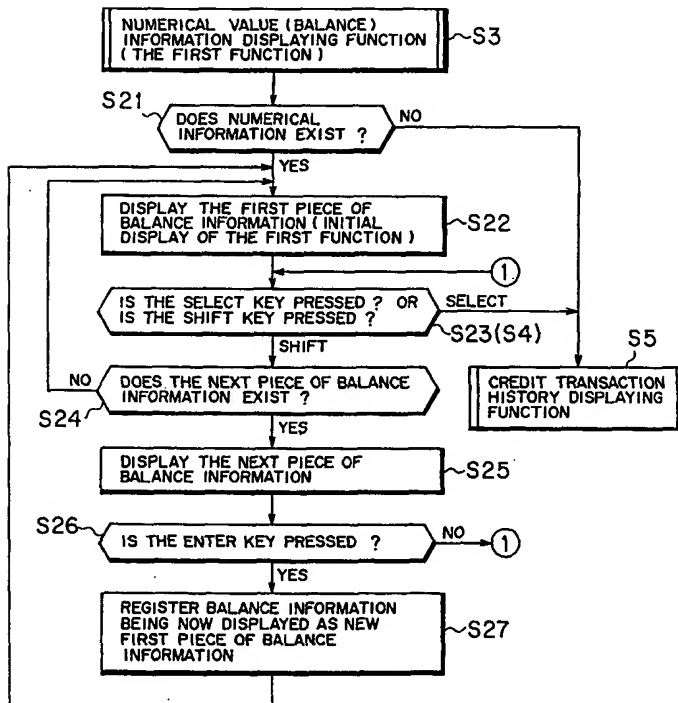 NUMERICAL VALUE (BALANCE)
INFORMATION DISPLAYING FUNCTION
(THE FIRST FUNCTION)
S3
S21
DOES NUMERICAL
INFORMATION EXIST ?
NO
YES
DISPLAY THE FIRST PIECE OF
BALANCE INFORMATION (INITIAL
DISPLAY OF THE FIRST FUNCTION)
S22
1
IS THE SELECT KEY PRESSED ? OR
IS THE SHIFT KEY PRESSED ?
SELECT
S23(S4)
SHIFT
S5
CREDIT TRANSACTION
HISTORY DISPLAYING
FUNCTION
NO
DOES THE NEXT PIECE OF BALANCE
INFORMATION EXIST ?
S24
YES
DISPLAY THE NEXT PIECE OF
BALANCE INFORMATION
S25
S26
IS THE ENTER KEY PRESSED ?
NO
1
YES
REGISTER BALANCE INFORMATION
BEING NOW DISPLAYED AS NEW
FIRST PIECE OF BALANCE
INFORMATION
S27